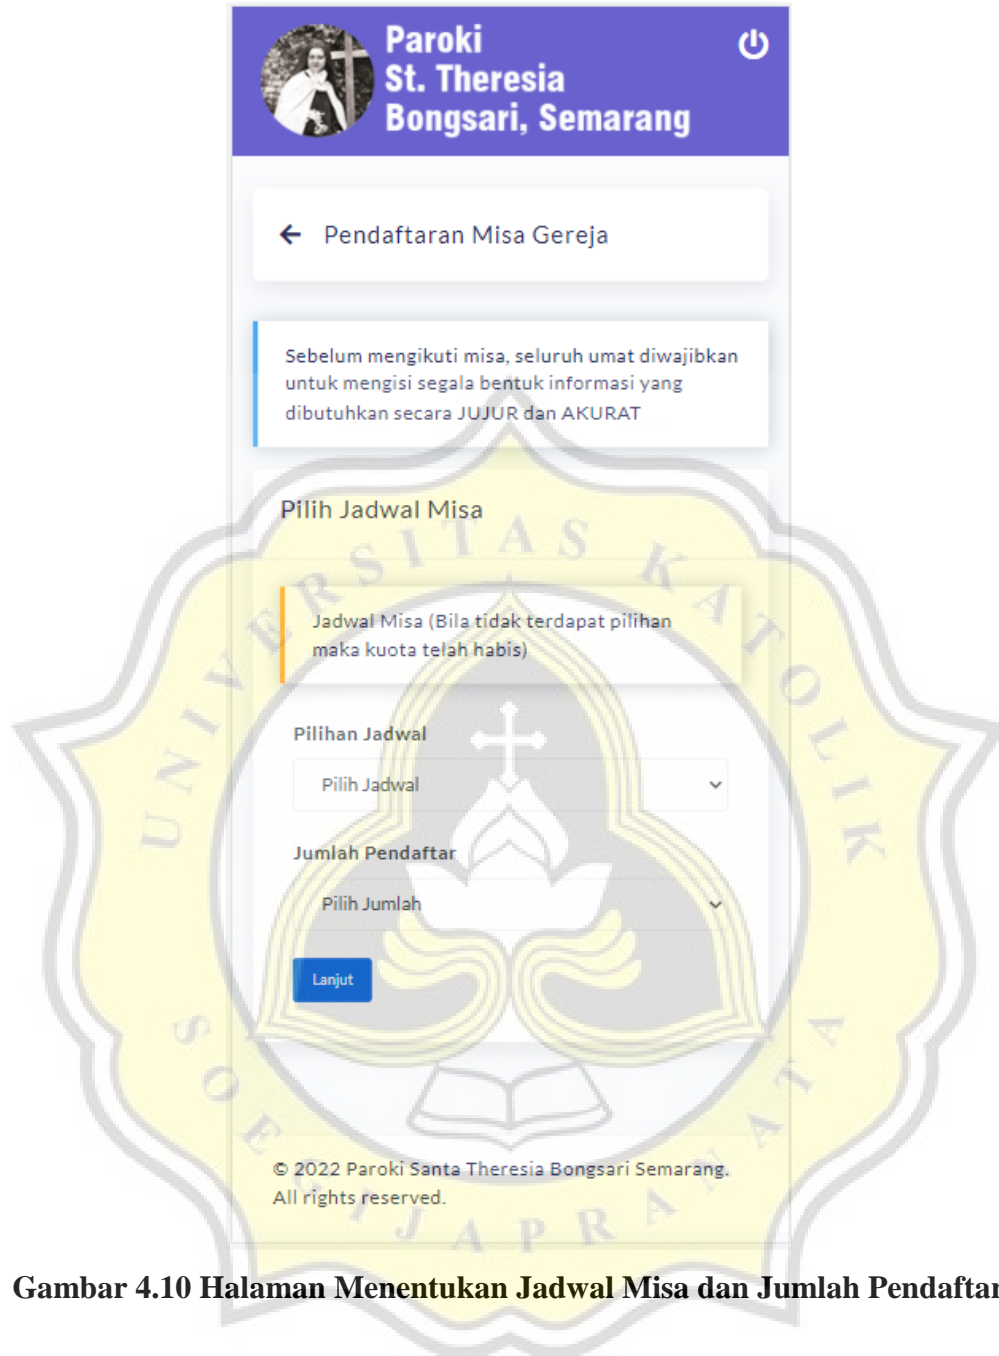 Paroki
St. Theresia
Bongsari, Semarang
Pendaftaran Misa Gereja
Sebelum mengikuti misa, seluruh umat diwajibkan
untuk mengisi segala bentuk informasi yang
dibutuhkan secara JUJUR dan AKURAT
Pilih Jadwal Misa
Jadwal Misa (Bila tidak terdapat pilihan
maka kuota telah habis)
Pilihan Jadwal
Pilih Jadwal
Jumlah Pendaftar
Pilih Jumlah
Lanjut
© 2022 Paroki Santa Theresia Bongsari Semarang.
All rights reserved.
UNIVERSITAS KATOLIK
SOEGIJAPRANATA
Gambar 4.10 Halaman Menentukan Jadwal Misa dan Jumlah Pendaftar